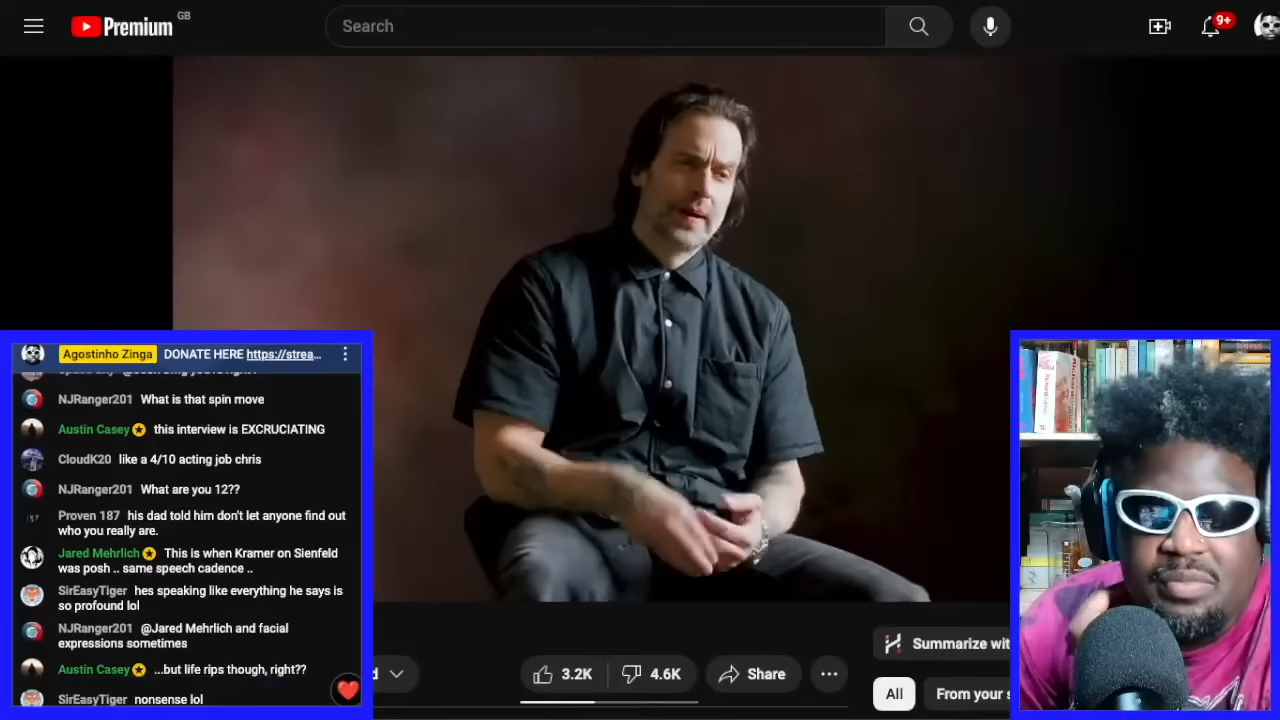 Premium
GB
Search
9+
Agostinho Zinga DONATE HERE https://strea...
NJRanger201 What is that spin move
Austin Casey this interview is EXCRUCIATING
CloudK20 like a 4/10 acting job chris
NJRanger201 What are you 12??
Proven 187 his dad told him don't let anyone find out
who you really are.
Jared Mehrlich This is when Kramer on Sienfeld
was posh .. same speech cadence ..
SirEasyTiger hes speaking like everything he says is
so profound lol
NJRanger201 @Jared Mehrlich and facial
expressions sometimes
Austin Casey ...but life rips though, right??
SirEasyTiger nonsense lol
d
3.2K
4.6K
Share
Summarize wit
All
From your s